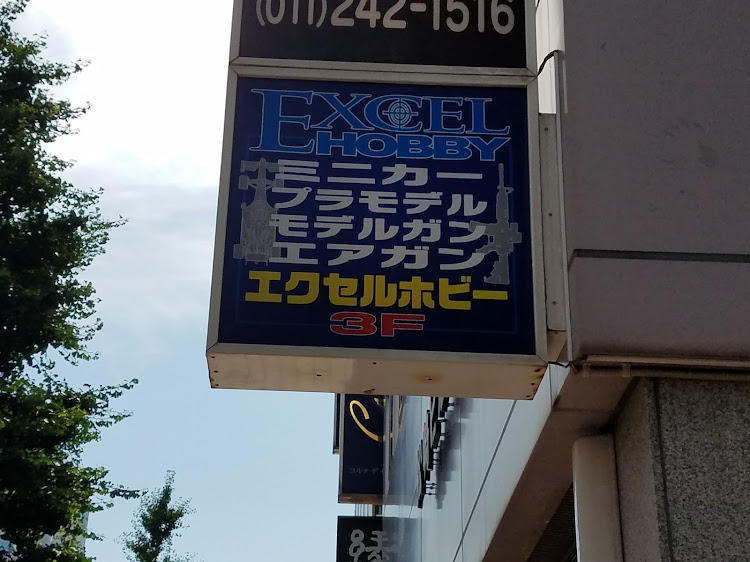 (011)242-1516
EXCEL
HOBBY
ミニカー
プラモデル
モデルガン
エアガン
エクセルホビー
3F